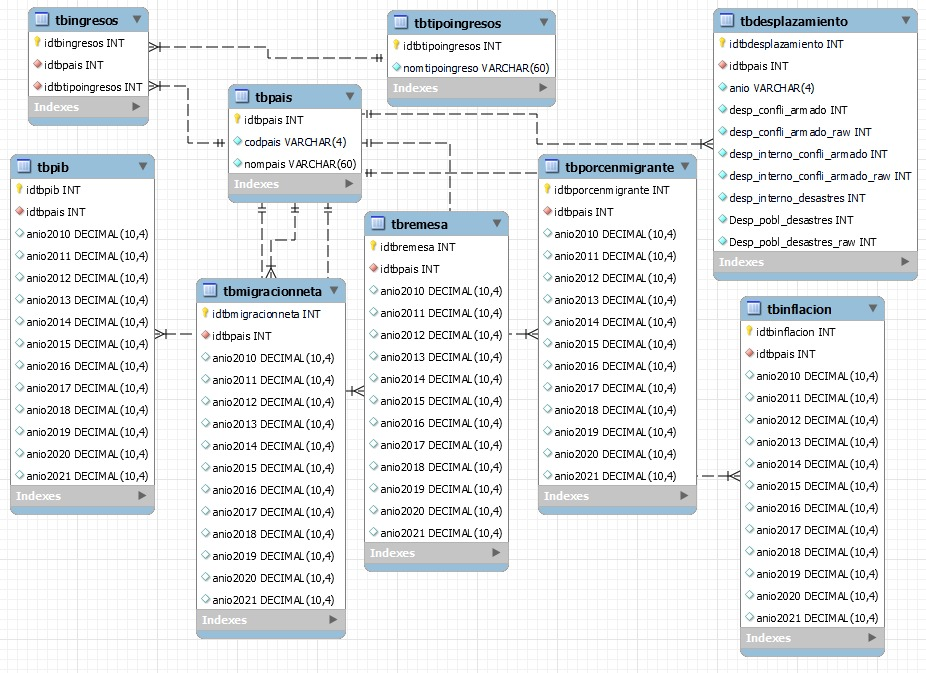 tbingresos
idtbingresos INT
idtbpais INT
idtbtipoingresos INT
Indexes
tbtipoingresos
idtbtipoingresos INT
nomtipoingreso VARCHAR(60)
Indexes
tbdesplazamiento
idtbdesplazamiento INT
idtbpais INT
anio VARCHAR(4)
desp_confli_armado INT
desp_confli_armado_raw INT
desp_interno_confli_armado INT
desp_interno_confli_armado_raw INT
desp_interno_desastres INT
Desp_pobl_desastres INT
Desp_pobl_desastres_raw INT
Indexes
tbpais
idtbpais INT
codpais VARCHAR(4)
nompais VARCHAR(60)
Indexes
tbpib
idtbpib INT
idtbpais INT
anio2010 DECIMAL(10,4)
anio2011 DECIMAL(10,4)
anio2012 DECIMAL(10,4)
anio2013 DECIMAL(10,4)
anio2014 DECIMAL(10,4)
anio2015 DECIMAL(10,4)
anio2016 DECIMAL(10,4)
anio2017 DECIMAL(10,4)
anio2018 DECIMAL(10,4)
anio2019 DECIMAL(10,4)
anio2020 DECIMAL(10,4)
anio2021 DECIMAL(10,4)
Indexes
tbmigracionneta
idtbmigracionneta INT
idtbpais INT
anio2010 DECIMAL(10,4)
anio2011 DECIMAL(10,4)
anio2012 DECIMAL(10,4)
anio2013 DECIMAL(10,4)
anio2014 DECIMAL(10,4)
anio2015 DECIMAL(10,4)
anio2016 DECIMAL(10,4)
anio2017 DECIMAL(10,4)
anio2018 DECIMAL(10,4)
anio2019 DECIMAL(10,4)
anio2020 DECIMAL(10,4)
anio2021 DECIMAL(10,4)
Indexes
tbremesa
idtbremesa INT
idtbpais INT
anio2010 DECIMAL(10,4)
anio2011 DECIMAL(10,4)
anio2012 DECIMAL(10,4)
anio2013 DECIMAL(10,4)
anio2014 DECIMAL(10,4)
anio2015 DECIMAL(10,4)
anio2016 DECIMAL(10,4)
anio2017 DECIMAL(10,4)
anio2018 DECIMAL(10,4)
anio2019 DECIMAL(10,4)
anio2020 DECIMAL(10,4)
anio2021 DECIMAL(10,4)
Indexes
tbporcenmigrante
idtbporcenmigrante INT
idtbpais INT
anio2010 DECIMAL(10,4)
anio2011 DECIMAL(10,4)
anio2012 DECIMAL(10,4)
anio2013 DECIMAL(10,4)
anio2014 DECIMAL(10,4)
anio2015 DECIMAL(10,4)
anio2016 DECIMAL(10,4)
anio2017 DECIMAL(10,4)
anio2018 DECIMAL(10,4)
anio2019 DECIMAL(10,4)
anio2020 DECIMAL(10,4)
anio2021 DECIMAL(10,4)
Indexes
tbinflacion
idtbinflacion INT
idtbpais INT
anio2010 DECIMAL(10,4)
anio2011 DECIMAL(10,4)
anio2012 DECIMAL(10,4)
anio2013 DECIMAL(10,4)
anio2014 DECIMAL(10,4)
anio2015 DECIMAL(10,4)
anio2016 DECIMAL(10,4)
anio2017 DECIMAL(10,4)
anio2018 DECIMAL(10,4)
anio2019 DECIMAL(10,4)
anio2020 DECIMAL(10,4)
anio2021 DECIMAL(10,4)
Indexes